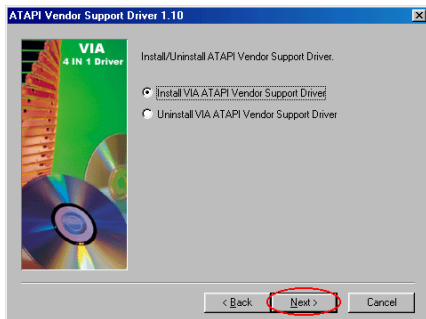 ATAPI Vendor Support Driver 1.10
VIA
4 IN 1 Driver
Install/Uninstall ATAPI Vendor Support Driver.
Install VIA ATAPI Vendor Support Driver
Uninstall VIA ATAPI Vendor Support Driver
< Back
Next >
Cancel